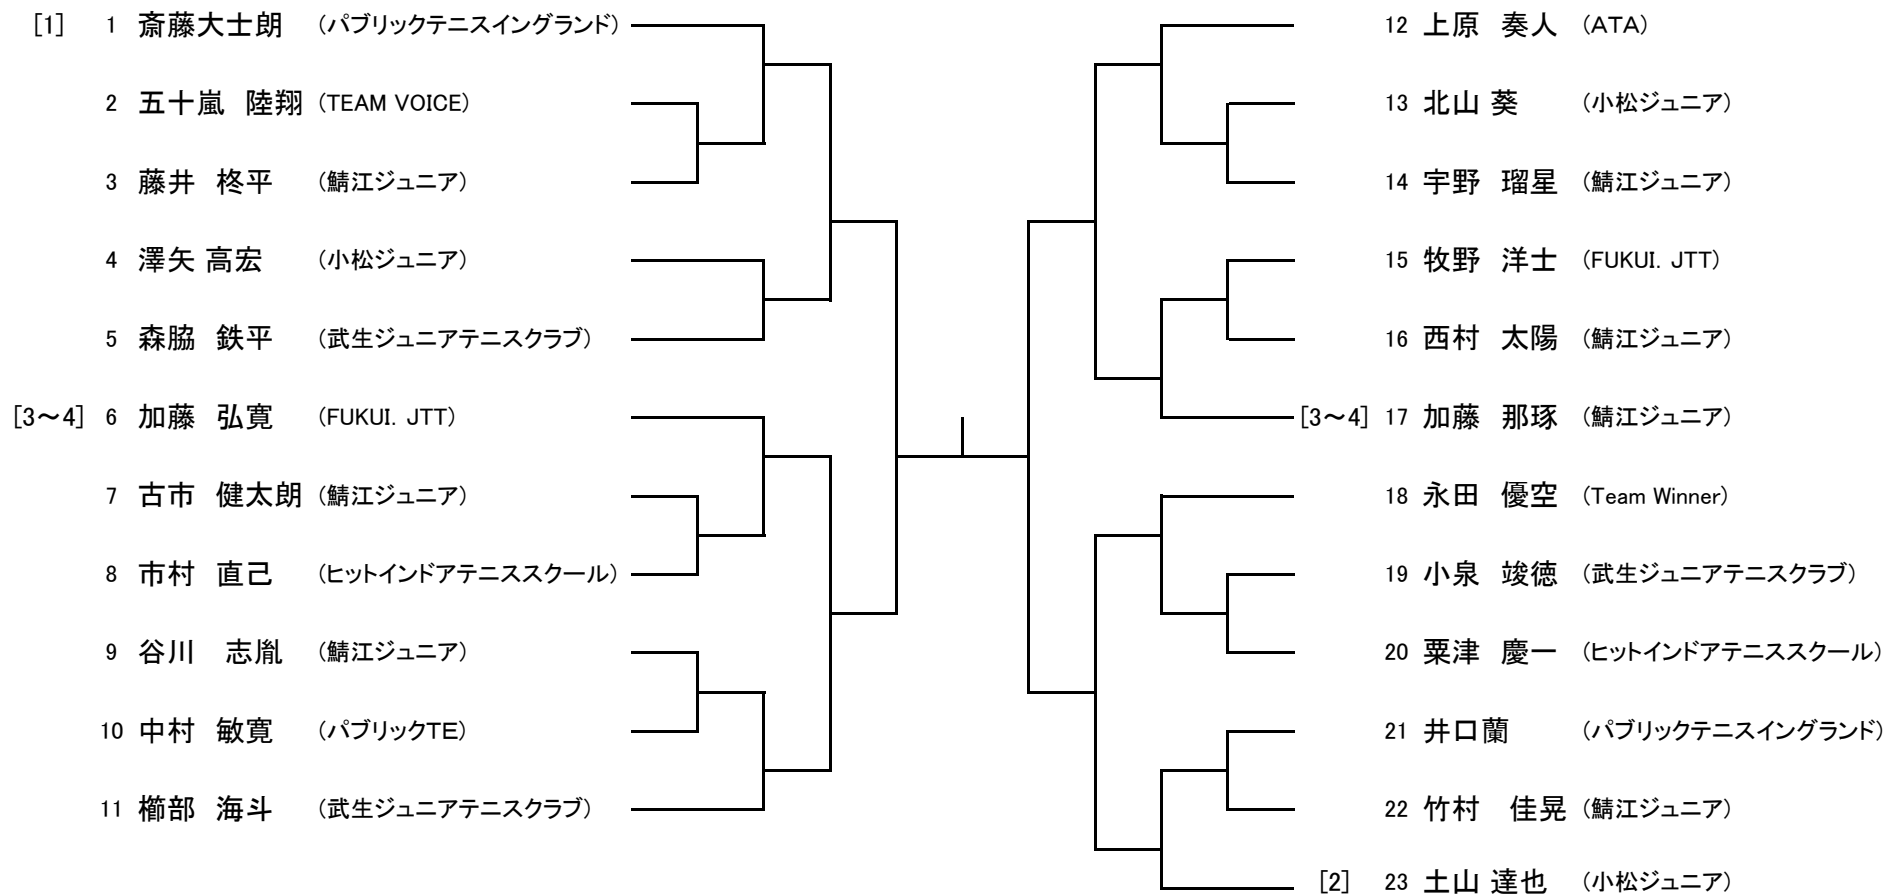 [1] 1 斎藤大士朗 (パブリックテニスイングランド)
2 五十嵐 陸翔 (TEAM VOICE)
3 藤井 柊平 (鯖江ジュニア)
4 澤矢 高宏 (小松ジュニア)
5 森脇 鉄平 (武生ジュニアテニスクラブ)
[3～4] 6 加藤 弘寛 (FUKUI. JTT)
7 古市 健太朗 (鯖江ジュニア)
8 市村 直己 (ヒットインドアテニススクール)
9 谷川 志胤 (鯖江ジュニア)
10 中村 敏寛 (パブリックTE)
11 櫛部 海斗 (武生ジュニアテニスクラブ)
12 上原 奏人 (ATA)
13 北山 葵 (小松ジュニア)
14 宇野 瑠星 (鯖江ジュニア)
15 牧野 洋士 (FUKUI. JTT)
16 西村 太陽 (鯖江ジュニア)
[3～4] 17 加藤 那琢 (鯖江ジュニア)
18 永田 優空 (Team Winner)
19 小泉 竣徳 (武生ジュニアテニスクラブ)
20 粟津 慶一 (ヒットインドアテニススクール)
21 井口蘭 (パブリックテニスイングランド)
22 竹村 佳晃 (鯖江ジュニア)
[2] 23 土山 達也 (小松ジュニア)